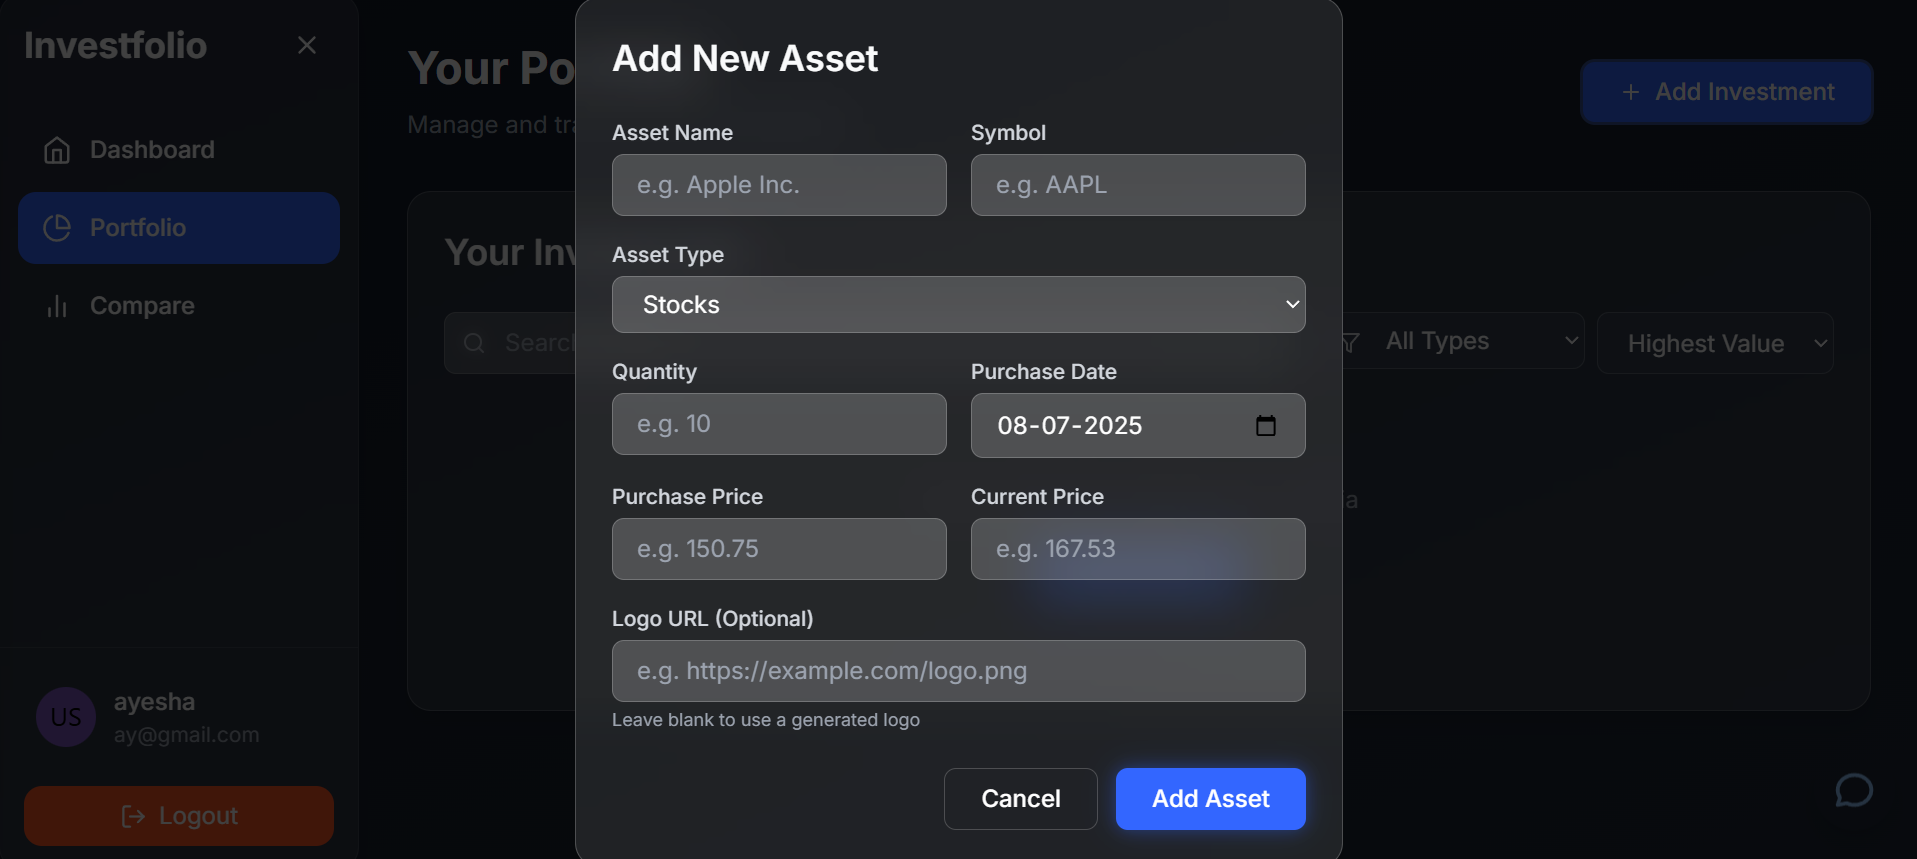 Investfolio
Dashboard
Portfolio
Compare
US
ayesha
ay@gmail.com
Logout
Your Po
Manage and tra
Add Investment
Your Inv
Search
All Types
Highest Value
a
Add New Asset
Asset Name
Symbol
e.g. Apple Inc.
e.g. AAPL
Asset Type
Stocks
Quantity
Purchase Date
e.g. 10
08-07-2025
Purchase Price
Current Price
e.g. 150.75
e.g. 167.53
Logo URL (Optional)
e.g. https://example.com/logo.png
Leave blank to use a generated logo
Cancel
Add Asset